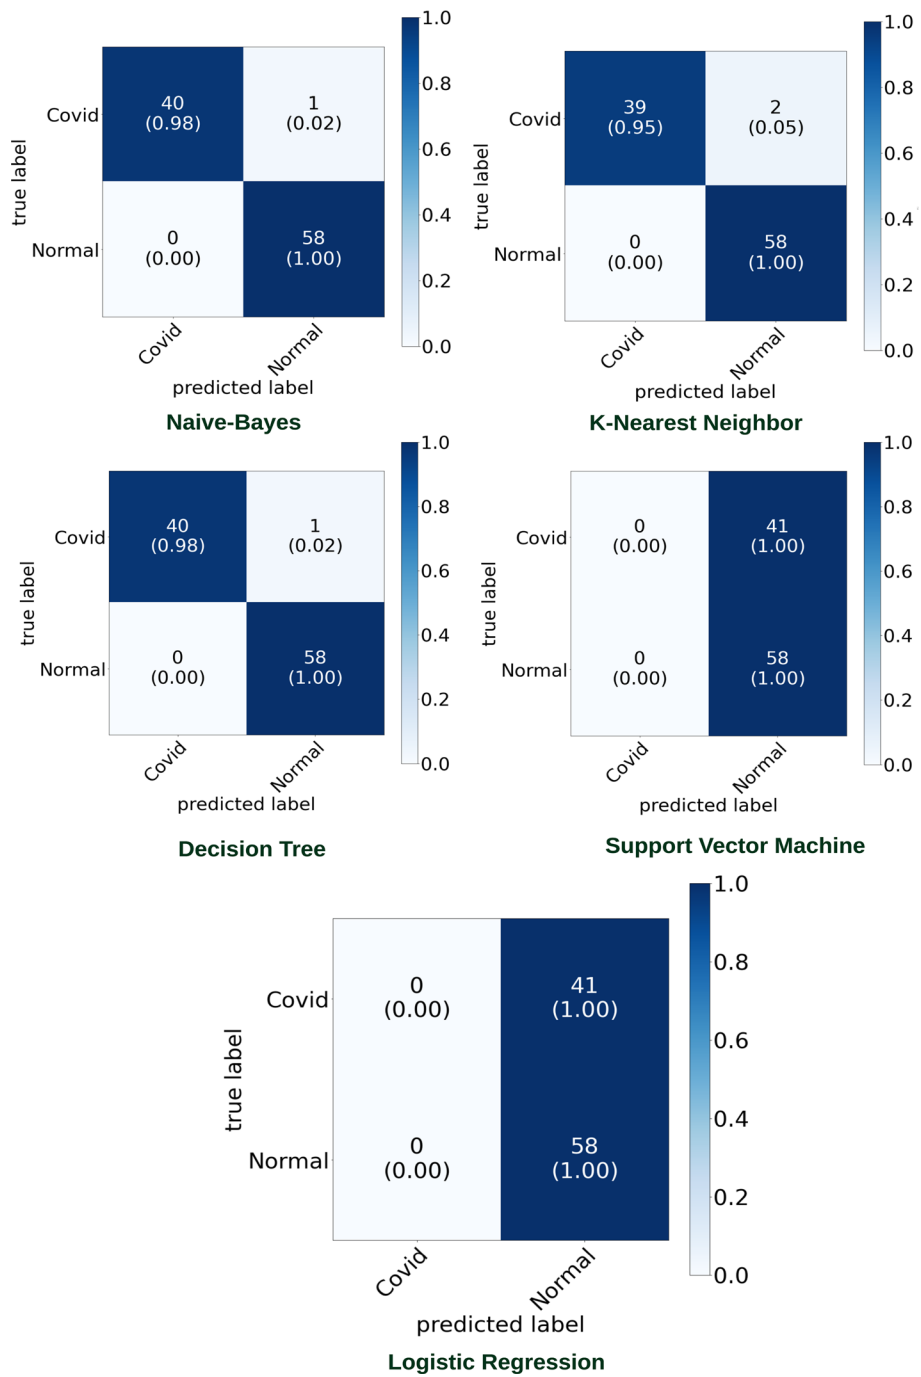 1.0
0.8
0.6
0.4
0.2
0.0
true label
Covid
Normal
40
(0.98)
1
(0.02)
0
(0.00)
58
(1.00)
Covid
Normal
predicted label
Naive-Bayes
1.0
0.8
0.6
0.4
0.2
0.0
true label
Covid
Normal
39
(0.95)
2
(0.05)
0
(0.00)
58
(1.00)
Covid
Normal
predicted label
K-Nearest Neighbor
1.0
0.8
0.6
0.4
0.2
0.0
true label
Covid
Normal
40
(0.98)
1
(0.02)
0
(0.00)
58
(1.00)
Covid
Normal
predicted label
Decision Tree
1.0
0.8
0.6
0.4
0.2
0.0
true label
Covid
Normal
0
(0.00)
41
(1.00)
0
(0.00)
58
(1.00)
Covid
Normal
predicted label
Support Vector Machine
1.0
0.8
0.6
0.4
0.2
0.0
true label
Covid
Normal
0
(0.00)
41
(1.00)
0
(0.00)
58
(1.00)
Covid
Normal
predicted label
Logistic Regression